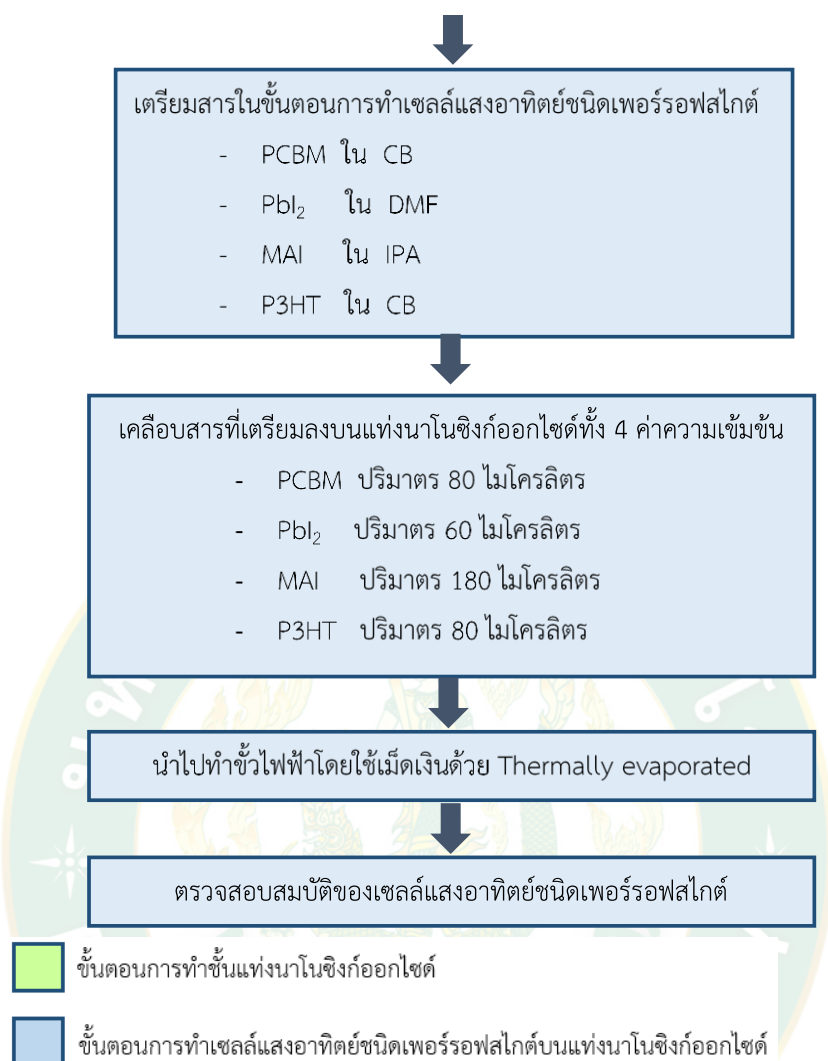 เตรียมสารในขั้นตอนการทำเซลล์แสงอาทิตย์ชนิดเพอร์รอฟสไกต์
- PCBM ใน CB
- PbI₂ ใน DMF
- MAI ใน IPA
- P3HT ใน CB
เคลือบสารที่เตรียมลงบนแท่งนาโนซิงก์ออกไซด์ทั้ง 4 ค่าความเข้มข้น
- PCBM ปริมาตร 80 ไมโครลิตร
- PbI₂ ปริมาตร 60 ไมโครลิตร
- MAI ปริมาตร 180 ไมโครลิตร
- P3HT ปริมาตร 80 ไมโครลิตร
นำไปทำขั้วไฟฟ้าโดยใช้เม็ดเงินด้วย Thermally evaporated
ตรวจสอบสมบัติของเซลล์แสงอาทิตย์ชนิดเพอร์รอฟสไกต์
ขั้นตอนการทำชั้นแท่งนาโนซิงก์ออกไซด์
ขั้นตอนการทำเซลล์แสงอาทิตย์ชนิดเพอร์รอฟสไกต์บนแท่งนาโนซิงก์ออกไซด์